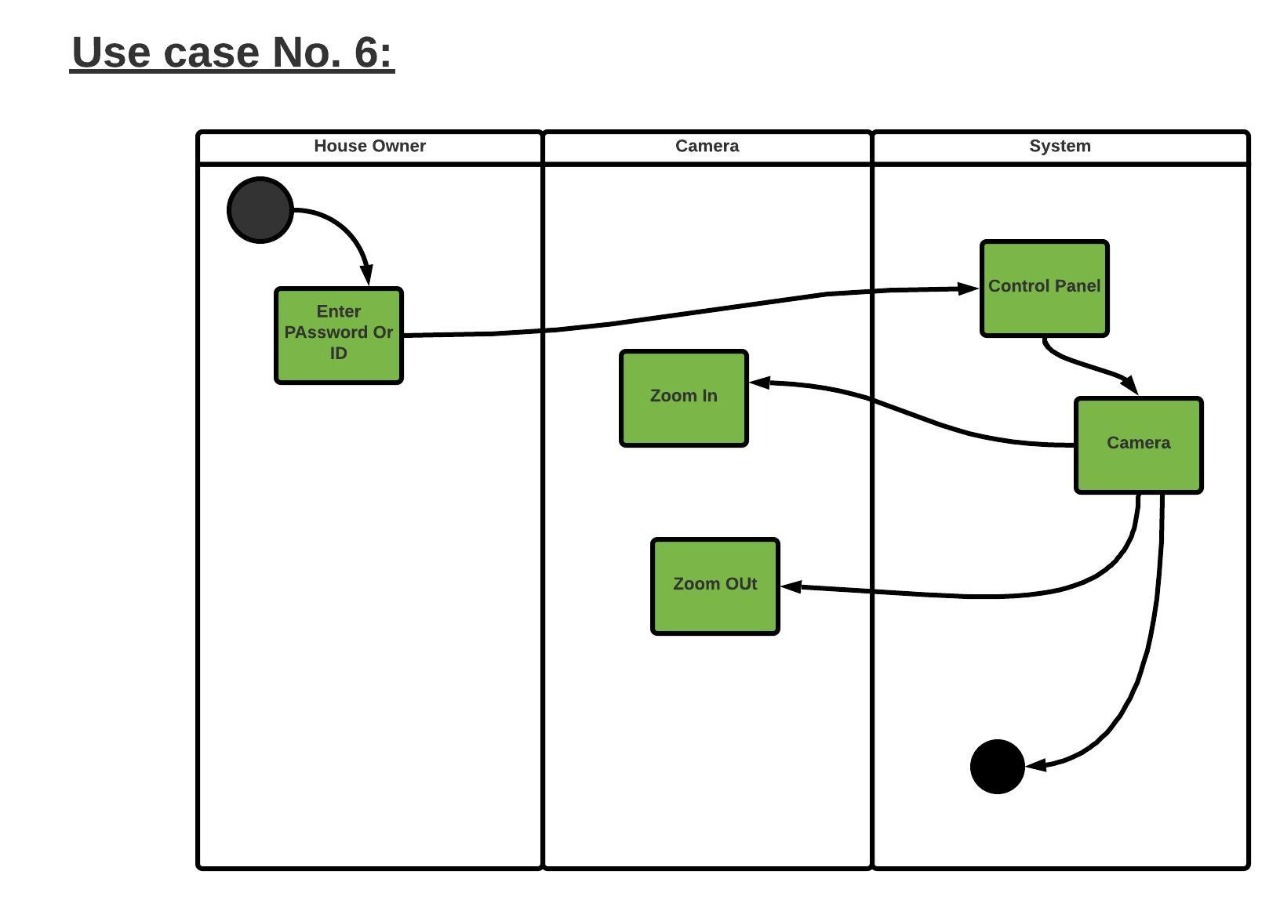 Use case No. 6:
House Owner
Camera
System
Enter
PAssword Or
ID
Control Panel
Zoom In
Camera
Zoom OUt